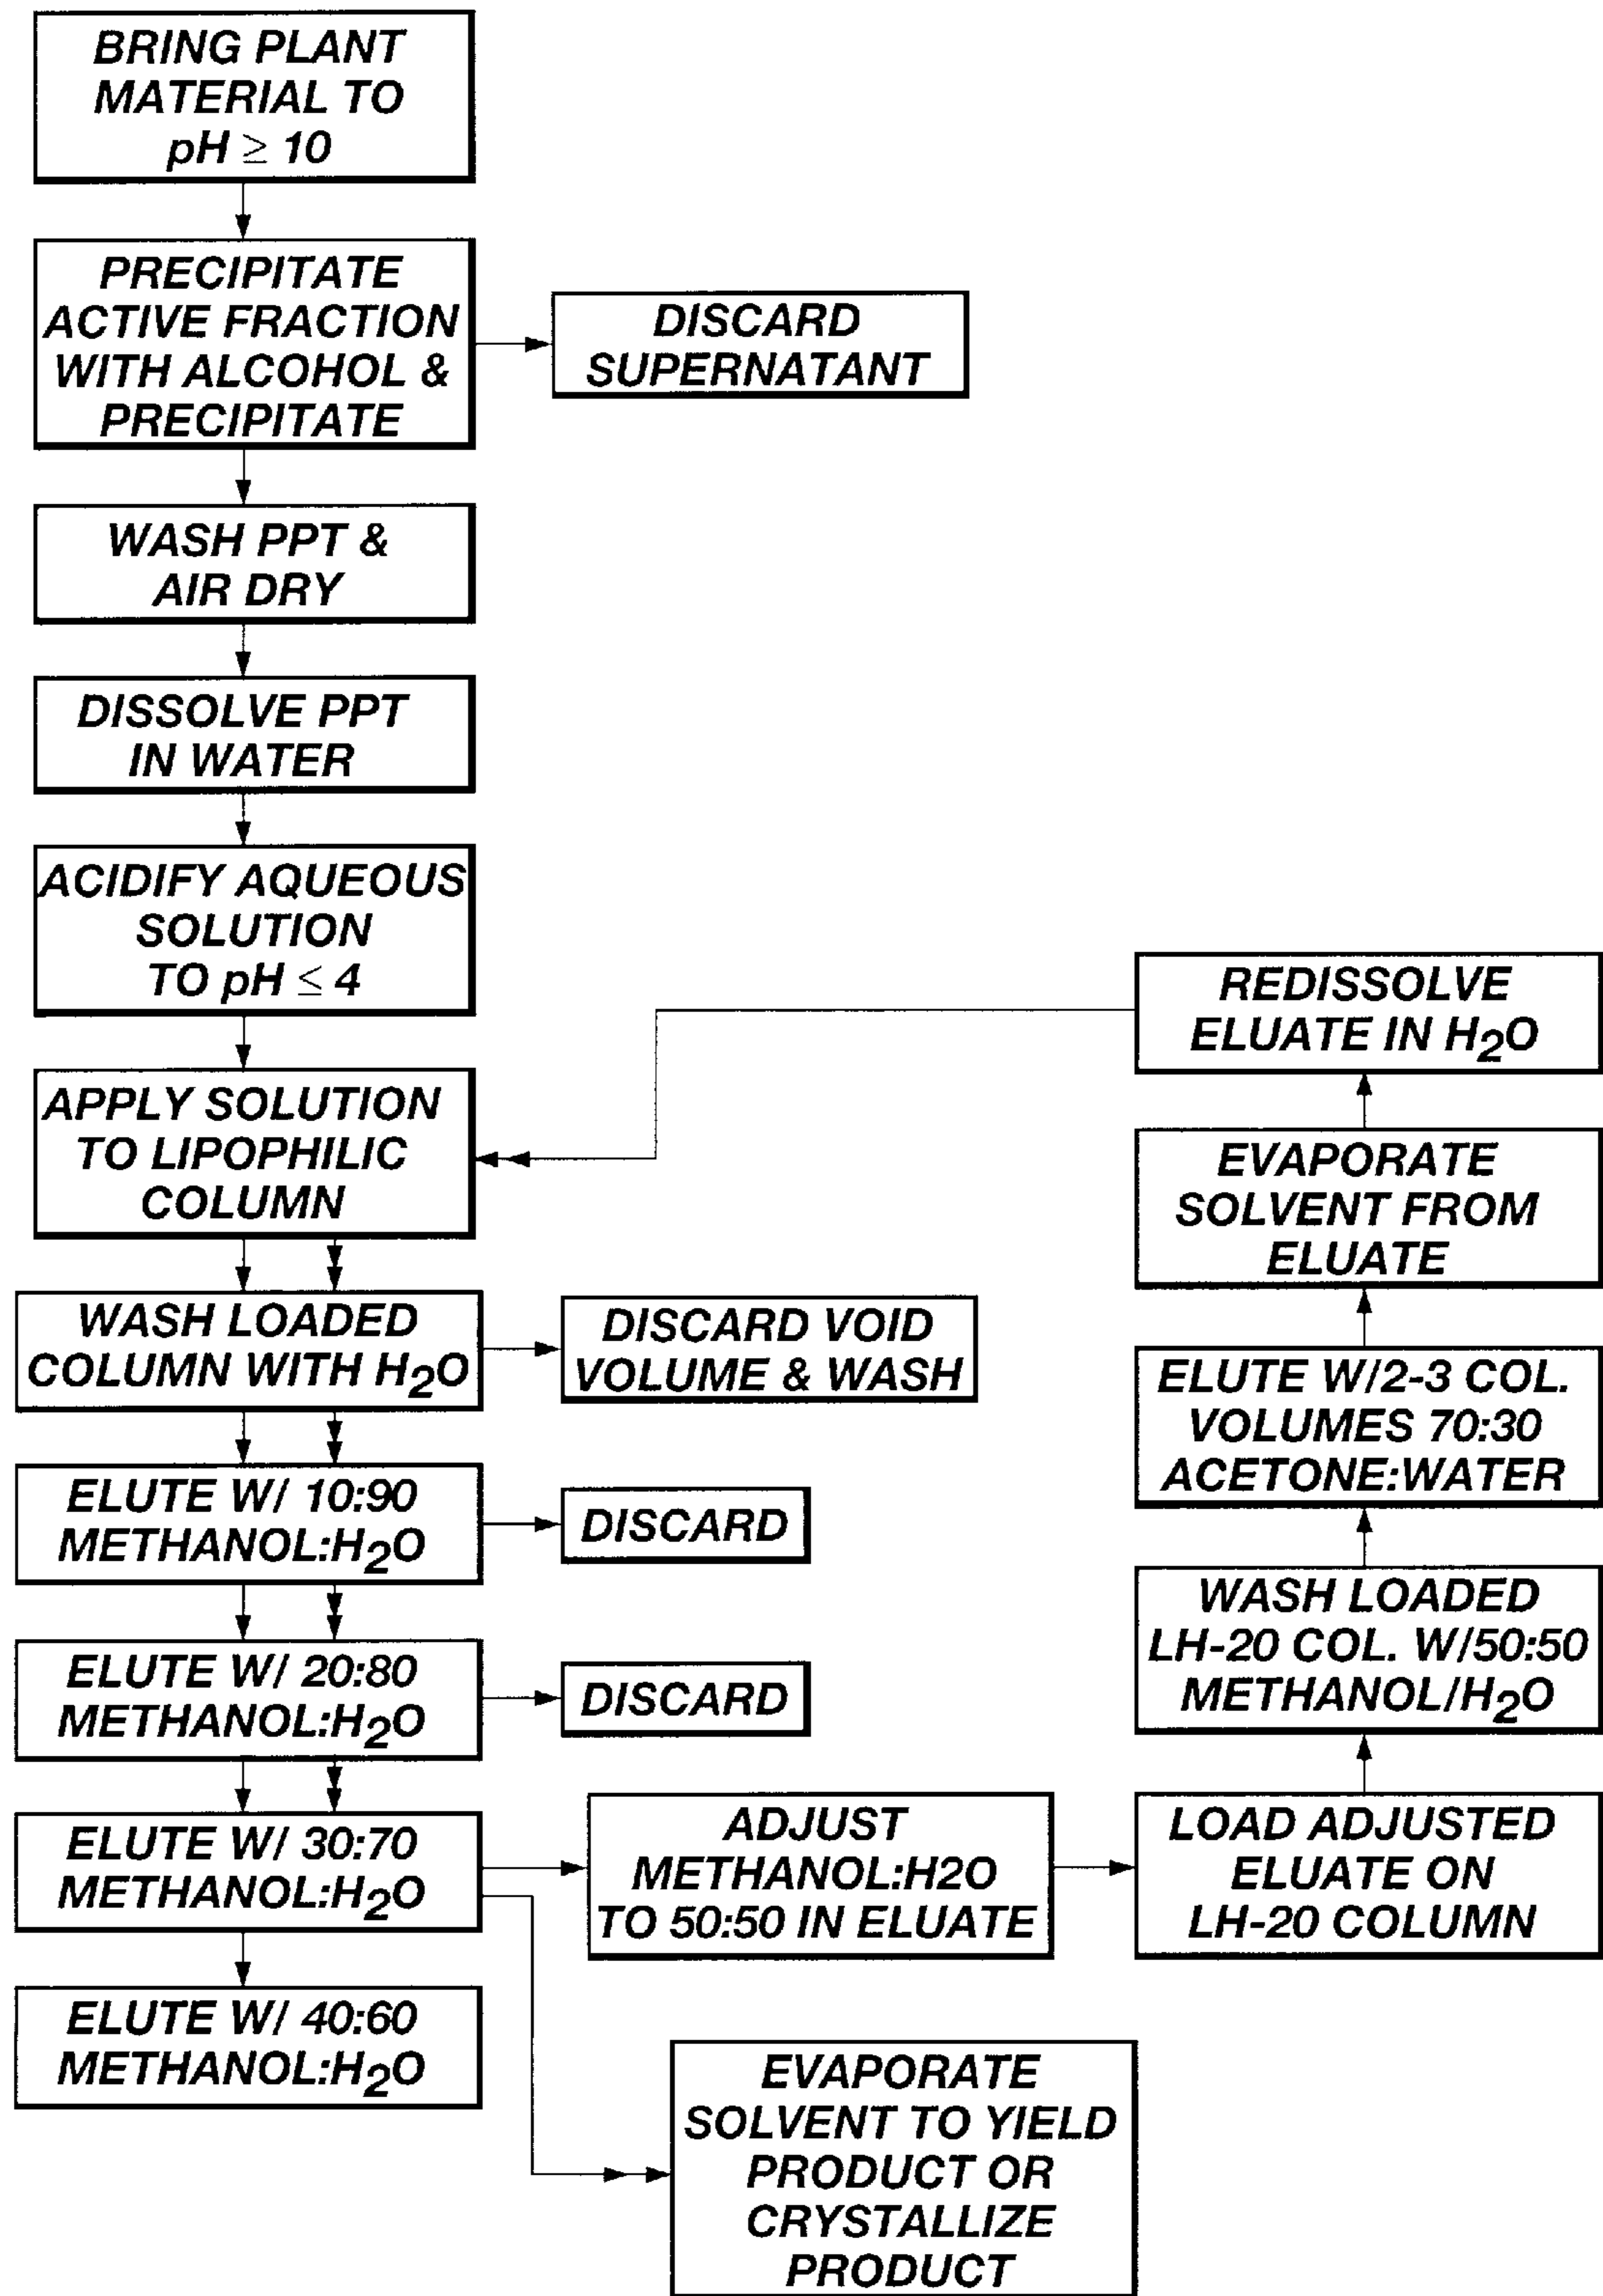 BRING PLANT
MATERIAL TO
pH ≥ 10
PRECIPITATE
ACTIVE FRACTION
WITH ALCOHOL &
PRECIPITATE
DISCARD
SUPERNATANT
WASH PPT &
AIR DRY
DISSOLVE PPT
IN WATER
ACIDIFY AQUEOUS
SOLUTION
TO pH ≤ 4
APPLY SOLUTION
TO LIPOPHILIC
COLUMN
WASH LOADED
COLUMN WITH H₂O
DISCARD VOID
VOLUME & WASH
ELUTE W/ 10:90
METHANOL:H₂O
DISCARD
ELUTE W/ 20:80
METHANOL:H₂O
DISCARD
ELUTE W/ 30:70
METHANOL:H₂O
ELUTE W/ 40:60
METHANOL:H₂O
ADJUST
METHANOL:H2O
TO 50:50 IN ELUATE
LOAD ADJUSTED
ELUATE ON
LH-20 COLUMN
WASH LOADED
LH-20 COL. W/50:50
METHANOL/H₂O
ELUTE W/2-3 COL.
VOLUMES 70:30
ACETONE:WATER
EVAPORATE
SOLVENT FROM
ELUATE
REDISSOLVE
ELUATE IN H₂O
EVAPORATE
SOLVENT TO YIELD
PRODUCT OR
CRYSTALLIZE
PRODUCT